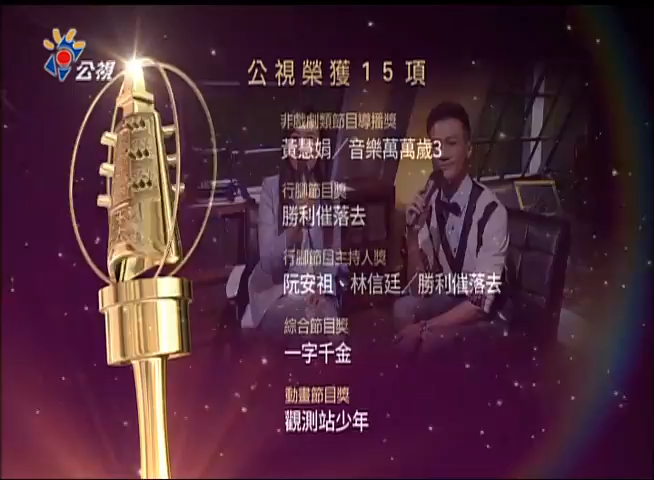 公視
公視榮獲15項
非戲劇類節目導播獎
黃慧娟／音樂萬萬歲3
行腳節目獎
勝利催落去
行腳節目主持人獎
阮安祖、林信廷／勝利催落去
綜合節目獎
一字千金
動畫節目獎
觀測站少年